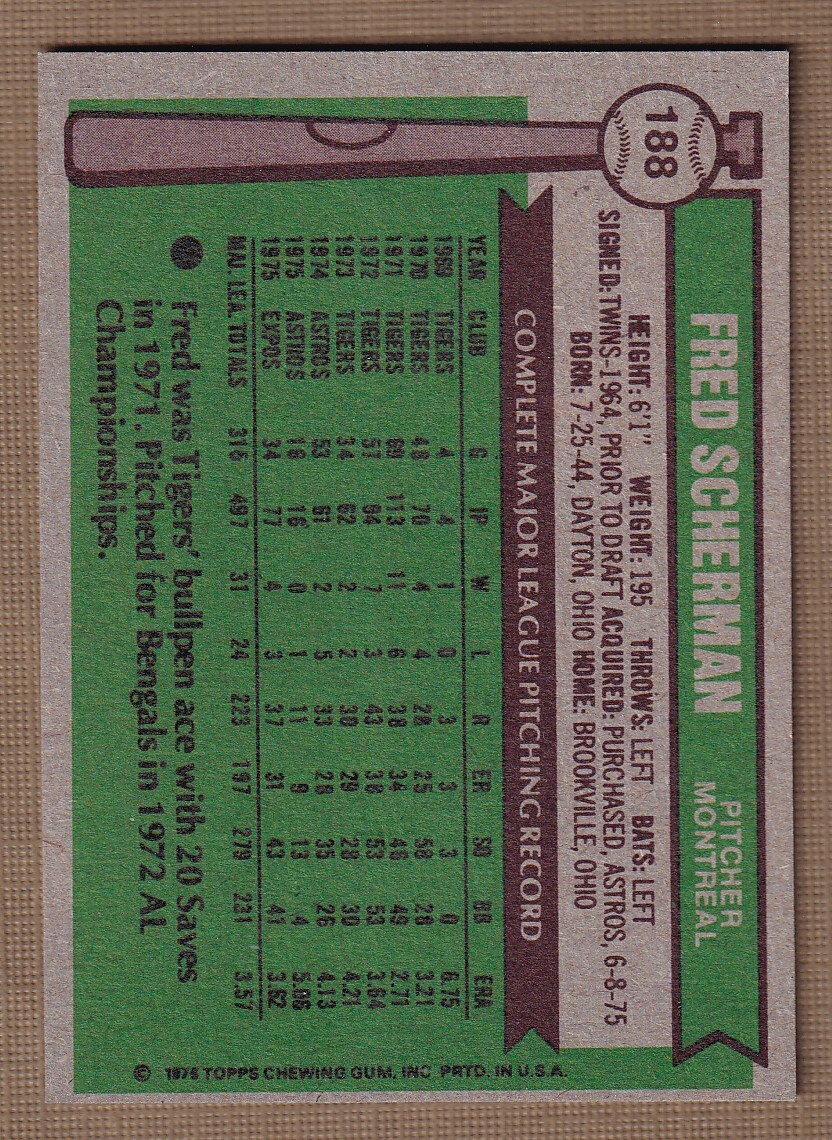 188
FRED SCHERMAN
PITCHER
MONTREAL
HEIGHT: 6'1" WEIGHT: 195 THROWS: LEFT BATS: LEFT
SIGNED: TWINS-1964, PRIOR TO DRAFT ACQUIRED: PURCHASED, ASTROS, 6-8-75
BORN: 7-25-44, DAYTON, OHIO HOME: BROOKVILLE, OHIO
COMPLETE MAJOR LEAGUE PITCHING RECORD
YEAR CLUB G IP W L R ER SO BB ERA
1969 TIGERS 4 4 1 0 3 3 3 0 6.75
1970 TIGERS 48 70 4 4 28 25 58 28 3.21
1971 TIGERS 69 113 11 6 38 34 46 49 2.71
1972 TIGERS 57 94 7 3 43 38 53 53 3.64
1973 TIGERS 34 62 2 2 30 29 28 30 4.21
1974 ASTROS 53 61 2 5 33 28 35 26 4.13
1975 ASTROS 16 16 0 1 11 9 13 4 5.06
1975 EXPOS 34 77 4 3 37 31 43 41 3.62
MAJ. LEA TOTALS 315 497 31 24 223 197 279 231 3.57
Fred was Tigers' bullpen ace with 20 Saves
in 1971. Pitched for Bengals in 1972 AL
Championships.
© 1976 TOPPS CHEWING GUM, INC PRTD. IN U.S.A.